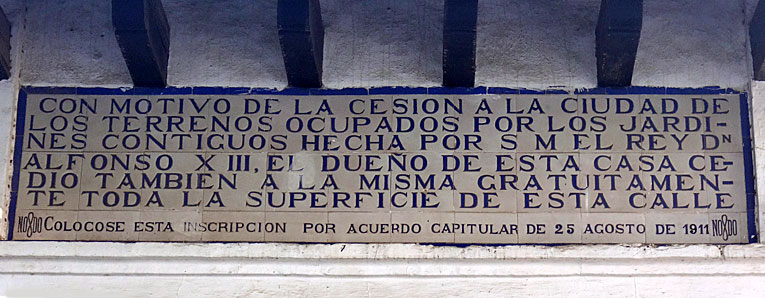 CON MOTIVO DE LA CESION A LA CIUDAD DE
LOS TERRENOS OCUPADOS POR LOS JARDI-
NES CONTIGUOS HECHA POR S M EL REY DN
ALFONSO XIII, EL DUEÑO DE ESTA CASA CE-
DIO TAMBIEN A LA MISMA GRATUITAMEN-
TE TODA LA SUPERFICIE DE ESTA CALLE
NO8DO COLOCOSE ESTA INSCRIPCION POR ACUERDO CAPITULAR DE 25 AGOSTO DE 1911 NO8DO